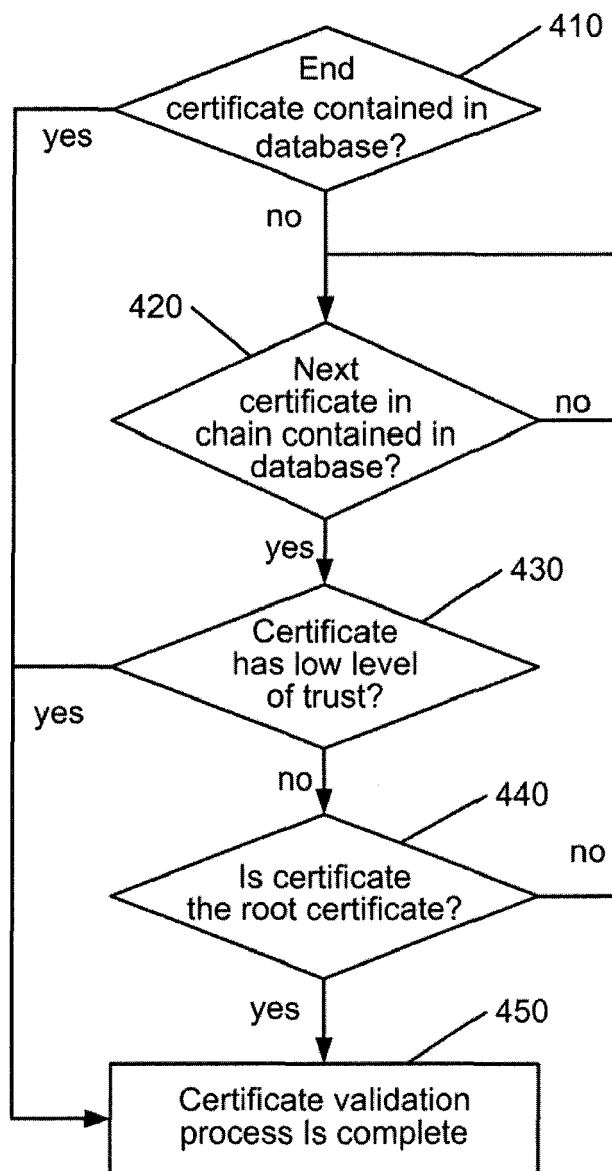 410
End
certificate contained in
database?
yes
no
420
Next
certificate in
chain contained in
database?
no
yes
430
Certificate
has low level
of trust?
yes
no
440
no
Is certificate
the root certificate?
yes
450
Certificate validation
process Is complete